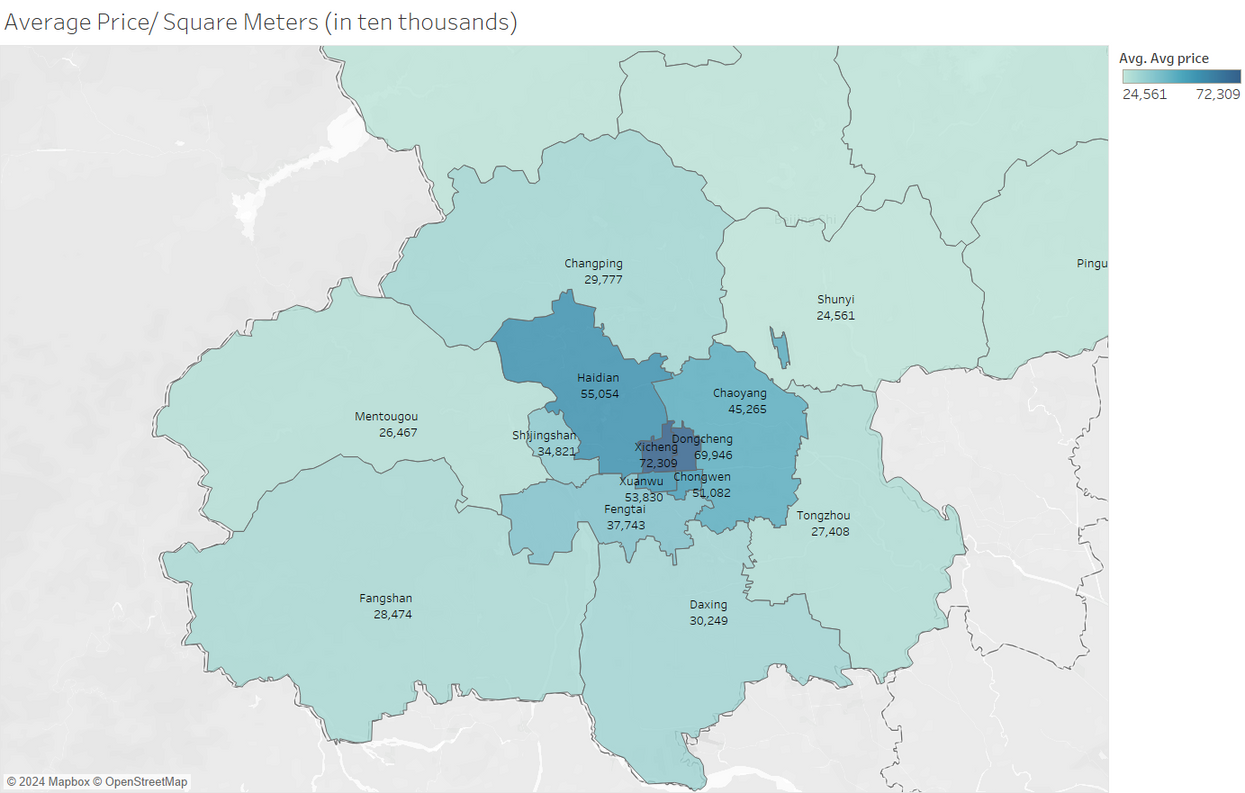 Average Price/ Square Meters (in ten thousands)
Avg. Avg price
24,561 72,309
Beijing Shi
Changping
29,777
Pingu
Shunyi
24,561
Haidian
55,054
Chaoyang
45,265
Mentougou
26,467
Shijingshan
34,821
Dongcheng
69,946
Xicheng
72,309
Chongwen
51,082
Xuanwu
53,830
Fengtai
37,743
Tongzhou
27,408
Fangshan
28,474
Daxing
30,249
© 2024 Mapbox © OpenStreetMap